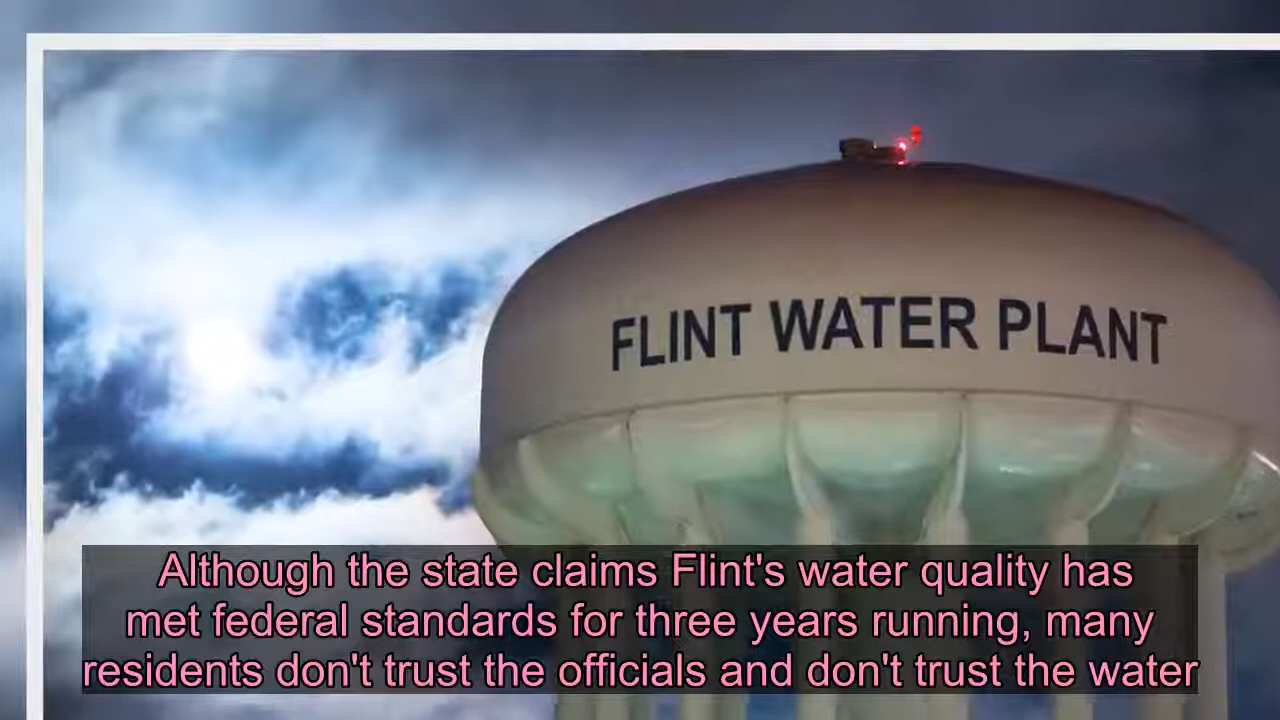 FLINT WATER PLANT
Although the state claims Flint's water quality has
met federal standards for three years running, many
residents don't trust the officials and don't trust the water